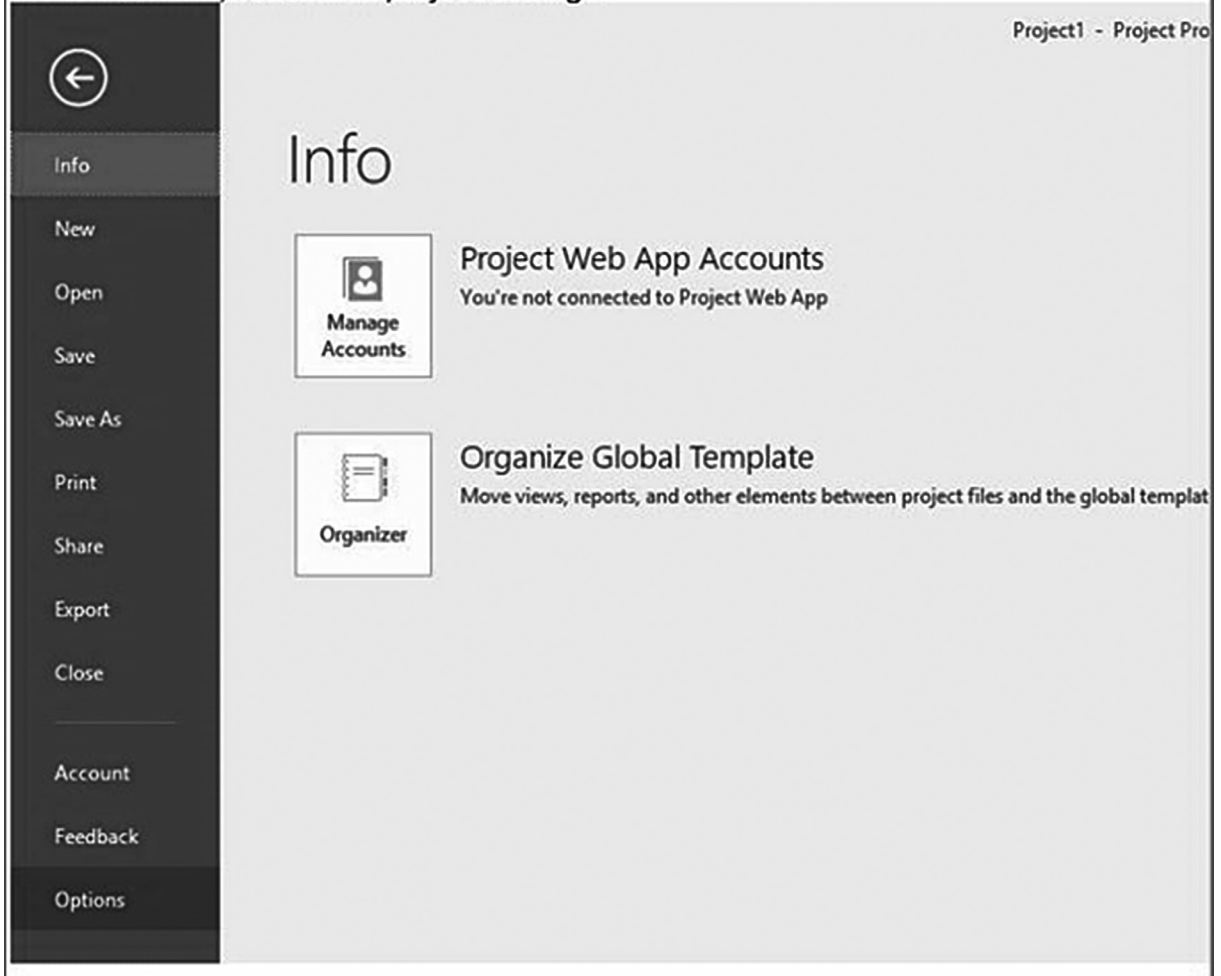 Project1 - Project Pro
Info
New
Open
Save
Save As
Print
Share
Export
Close
Account
Feedback
Options
Info
Manage
Accounts
Project Web App Accounts
You're not connected to Project Web App
Organizer
Organize Global Template
Move views, reports, and other elements between project files and the global templat